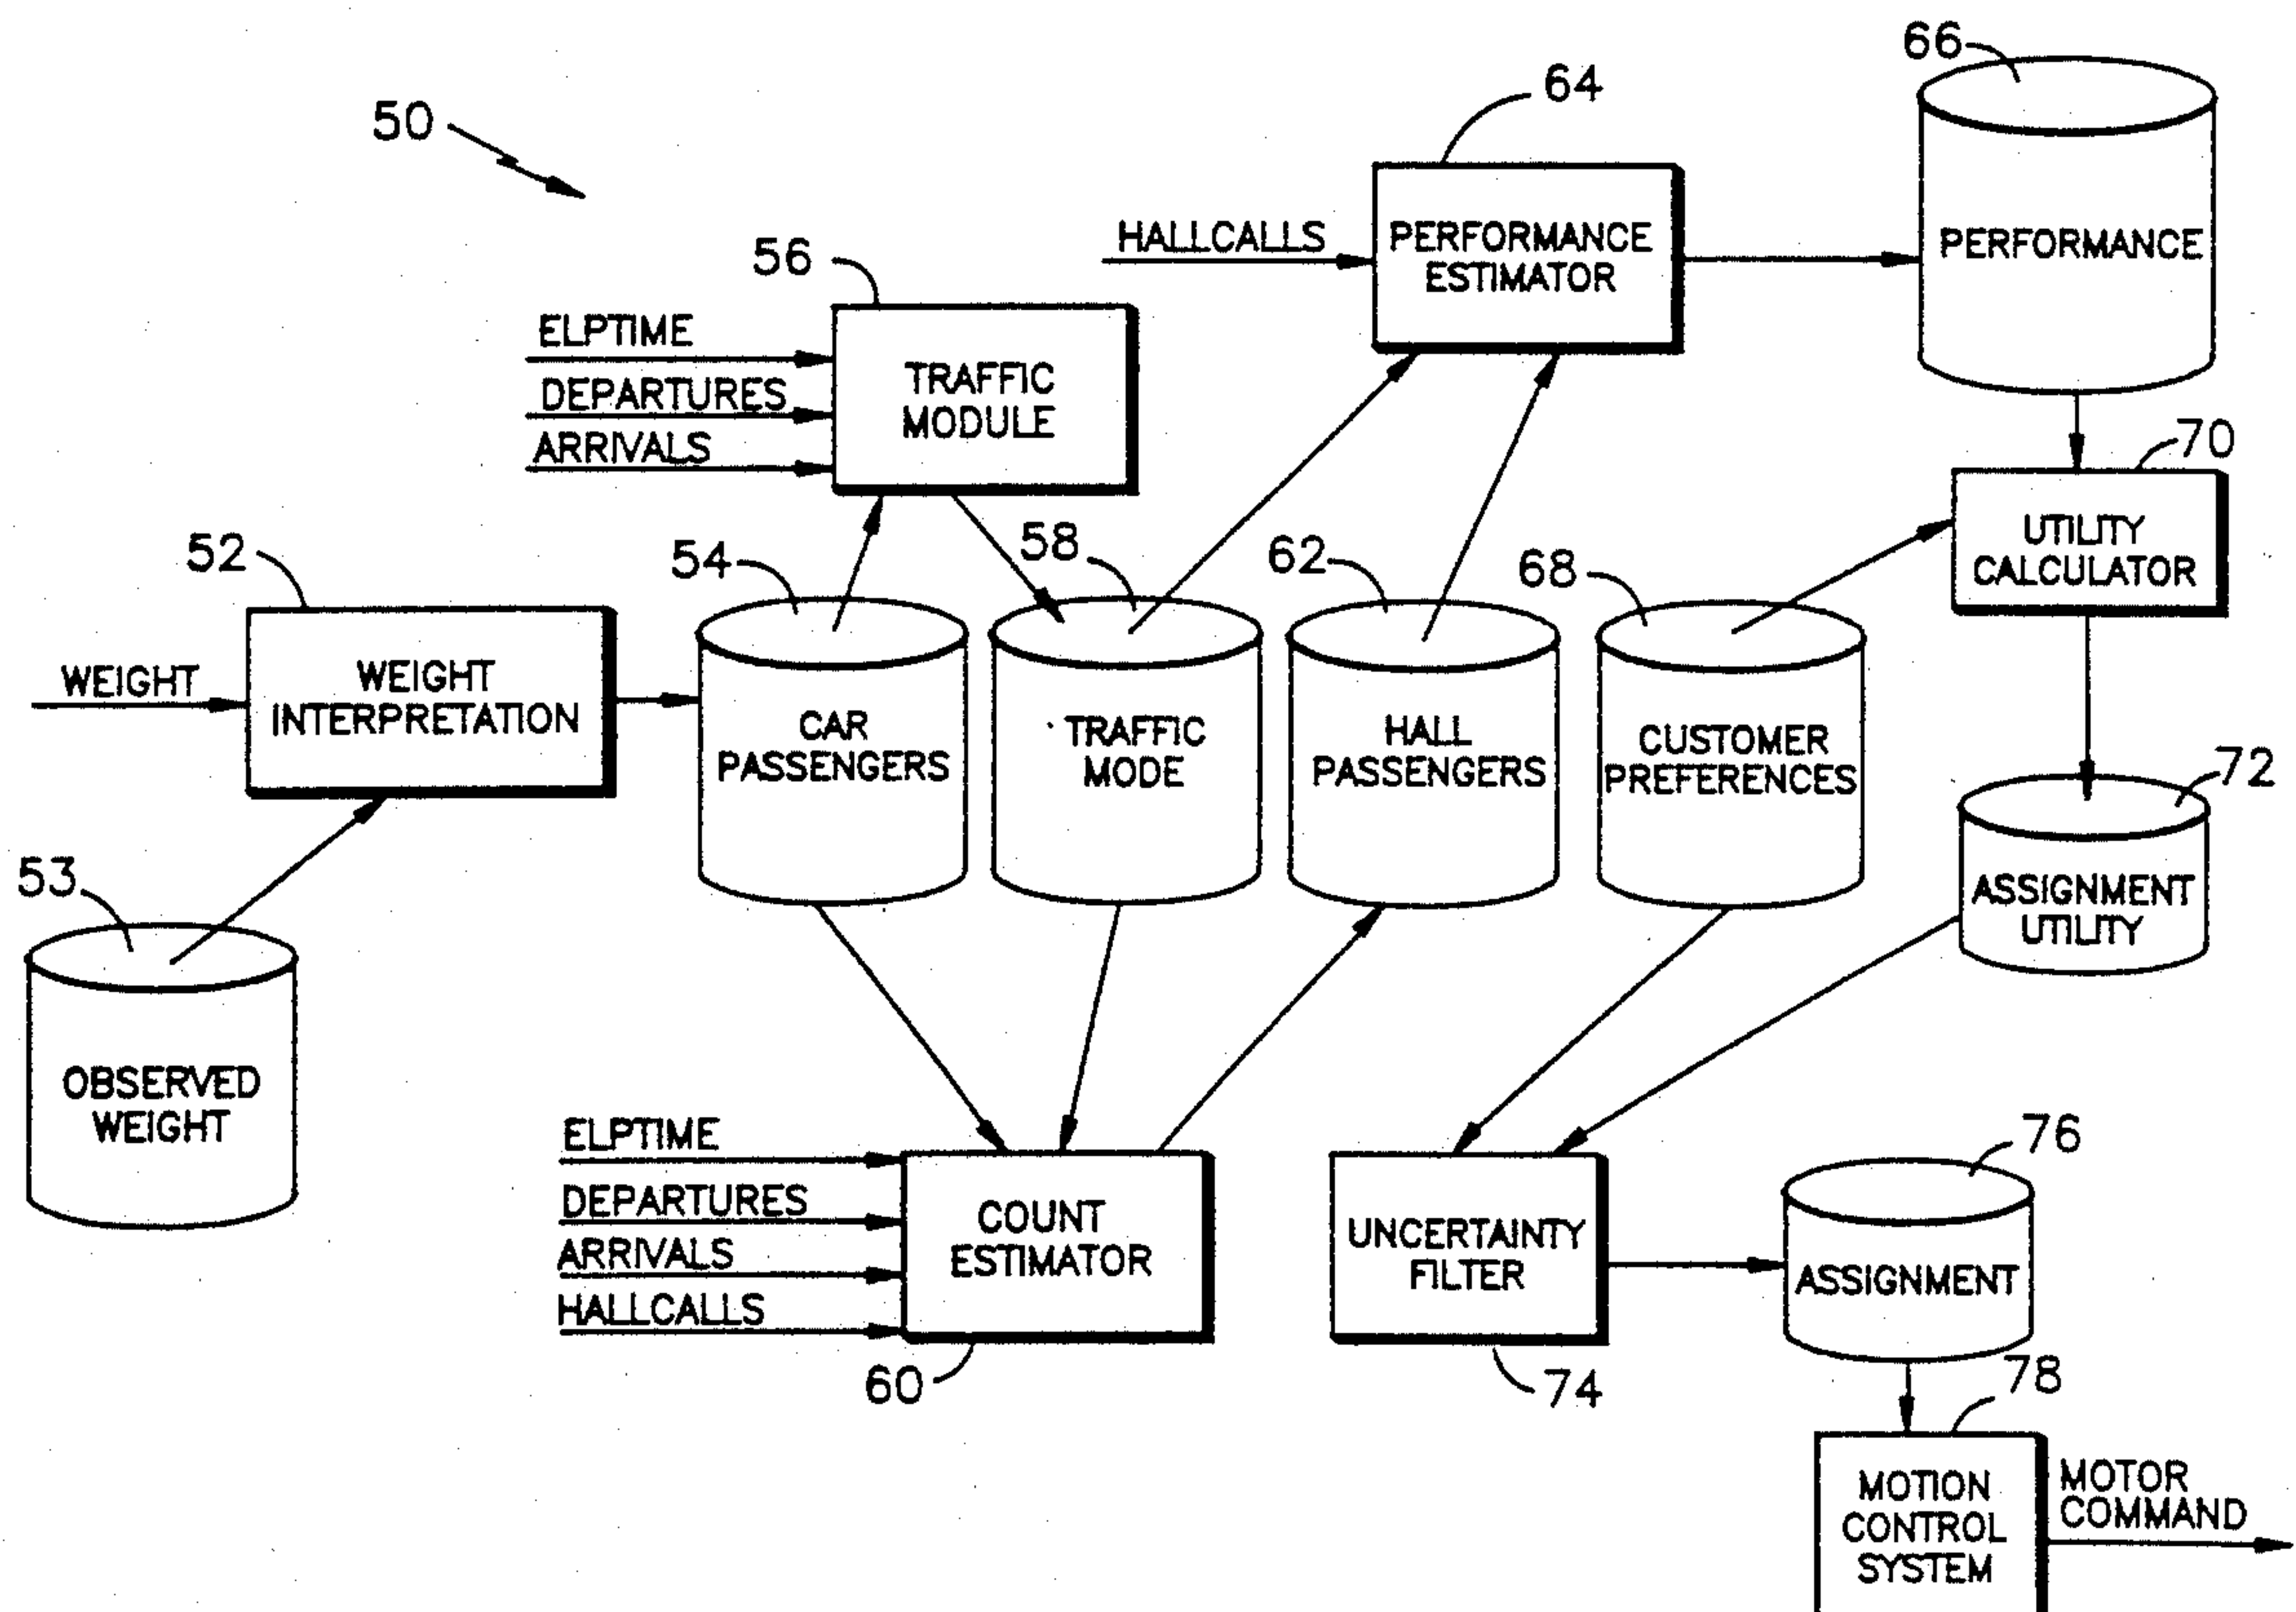 50
64
66
HALLCALLS
PERFORMANCE
ESTIMATOR
PERFORMANCE
56
ELPTIME
DEPARTURES
ARRIVALS
TRAFFIC
MODULE
70
UTILITY
CALCULATOR
52
54
58
62
68
WEIGHT
WEIGHT
INTERPRETATION
CAR
PASSENGERS
TRAFFIC
MODE
HALL
PASSENGERS
CUSTOMER
PREFERENCES
72
ASSIGNMENT
UTILITY
53
OBSERVED
WEIGHT
ELPTIME
DEPARTURES
ARRIVALS
HALLCALLS
COUNT
ESTIMATOR
60
UNCERTAINTY
FILTER
74
76
ASSIGNMENT
78
MOTION
CONTROL
SYSTEM
MOTOR
COMMAND